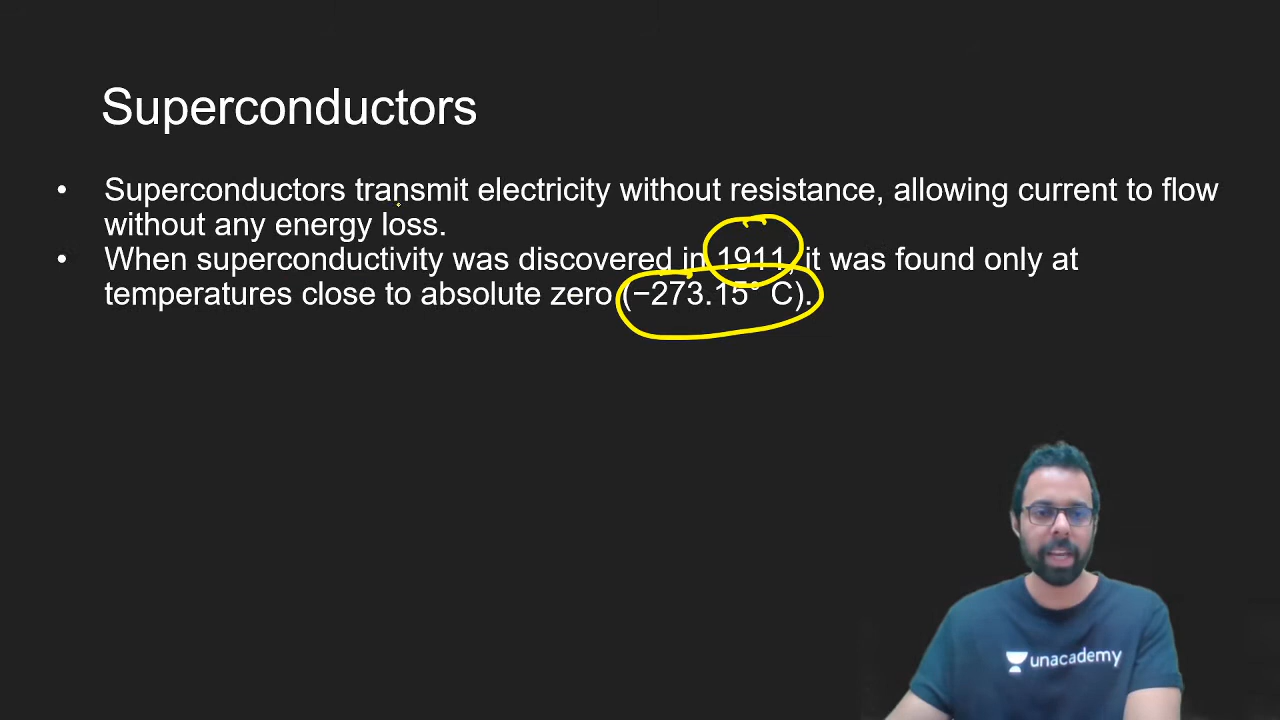 Superconductors
• Superconductors transmit electricity without resistance, allowing current to flow
without any energy loss.
• When superconductivity was discovered in 1911, it was found only at
temperatures close to absolute zero (−273.15° C).
unacademy